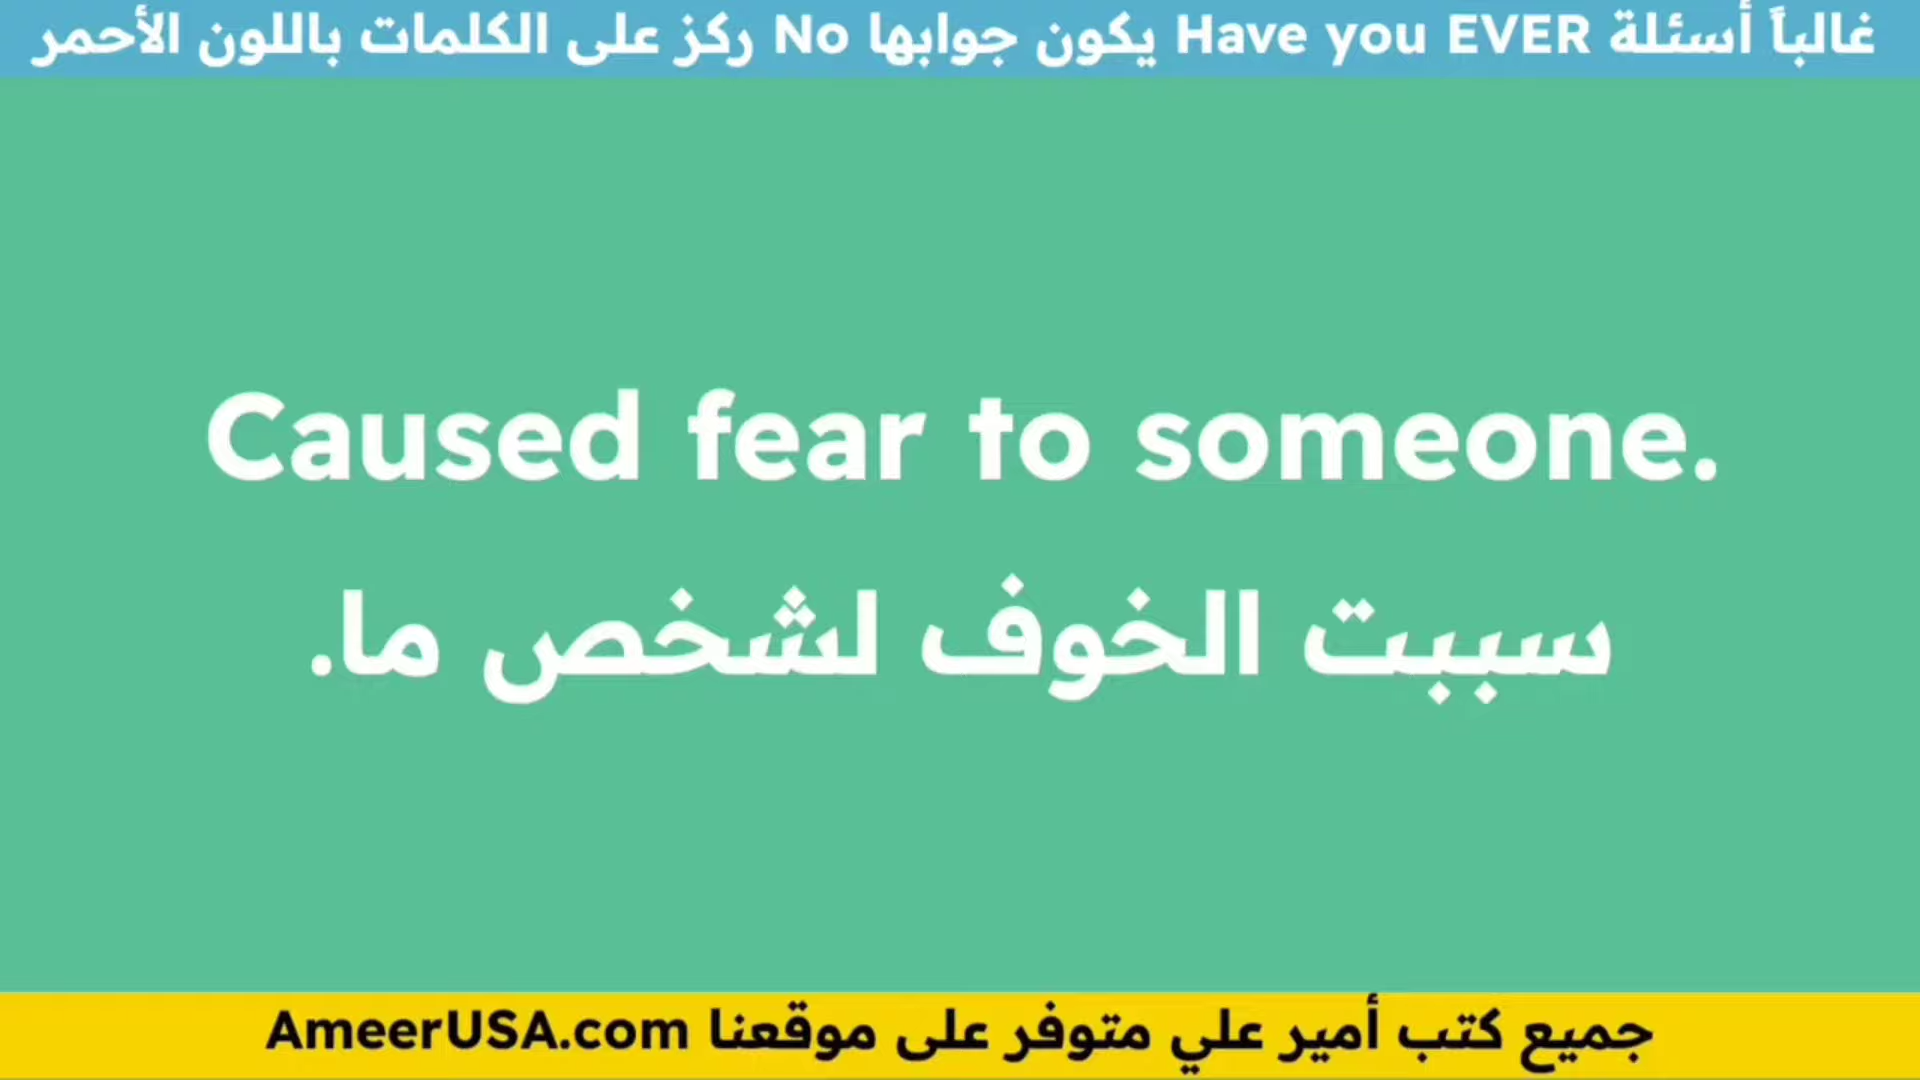 غالباً أسئلة Have you EVER يكون جوابها No ركز على الكلمات باللون الأحمر
Caused fear to someone.
سببت الخوف لشخص ما.
جميع كتب أمير علي متوفر على موقعنا AmeerUSA.com